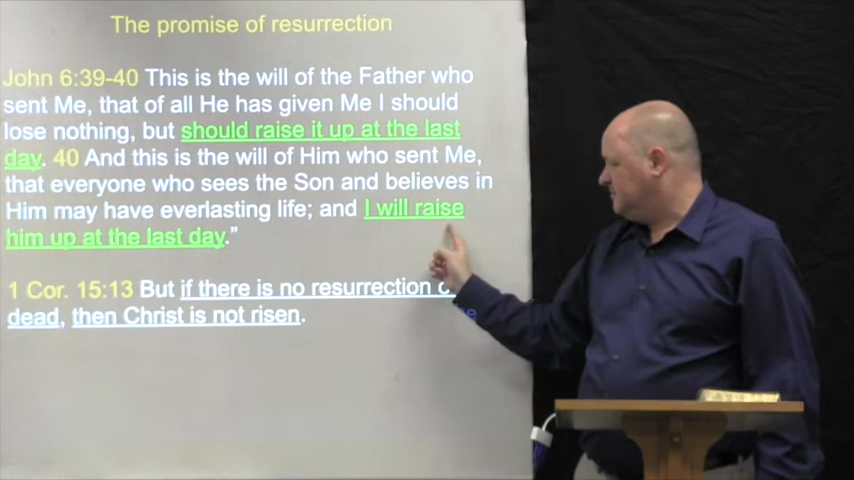 The promise of resurrection
John 6:39-40 This is the will of the Father who
sent Me, that of all He has given Me I should
lose nothing, but should raise it up at the last
day. 40 And this is the will of Him who sent Me,
that everyone who sees the Son and believes in
Him may have everlasting life; and I will raise
him up at the last day."
1 Cor. 15:13 But if there is no resurrection
dead, then Christ is not risen.